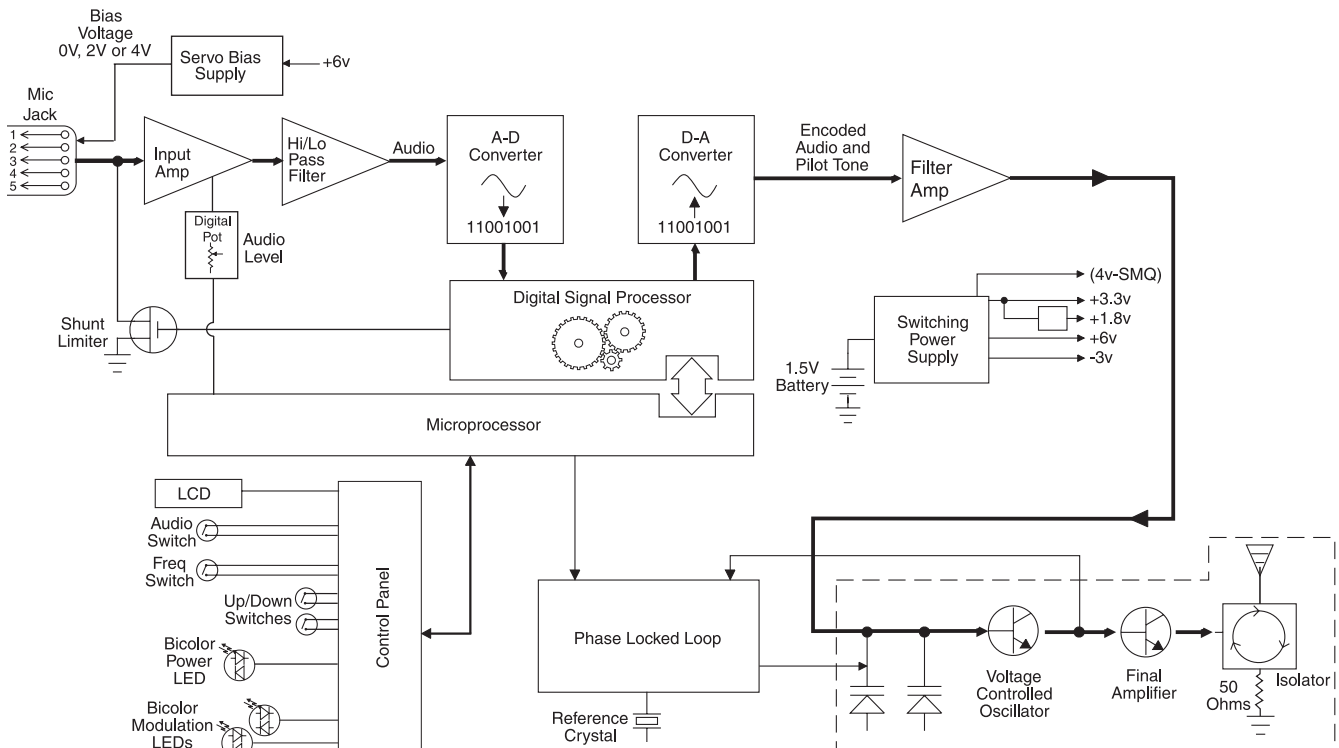 Bias
Voltage
0V, 2V or 4V
Servo Bias
Supply
+6v
Mic
Jack
1
2
3
4
5
Input
Amp
Hi/Lo
Pass
Filter
Audio
A-D
Converter
11001001
D-A
Converter
11001001
Encoded
Audio and
Pilot Tone
Filter
Amp
Digital
Pot
Audio
Level
Shunt
Limiter
Digital Signal Processor
Switching
Power
Supply
(4v-SMQ)
+3.3v
+1.8v
+6v
-3v
1.5V
Battery
Microprocessor
LCD
Audio
Switch
Freq
Switch
Up/Down
Switches
Bicolor
Power
LED
Bicolor
Modulation
LEDs
Control Panel
Phase Locked Loop
Reference
Crystal
Voltage
Controlled
Oscillator
Final
Amplifier
50
Ohms
Isolator